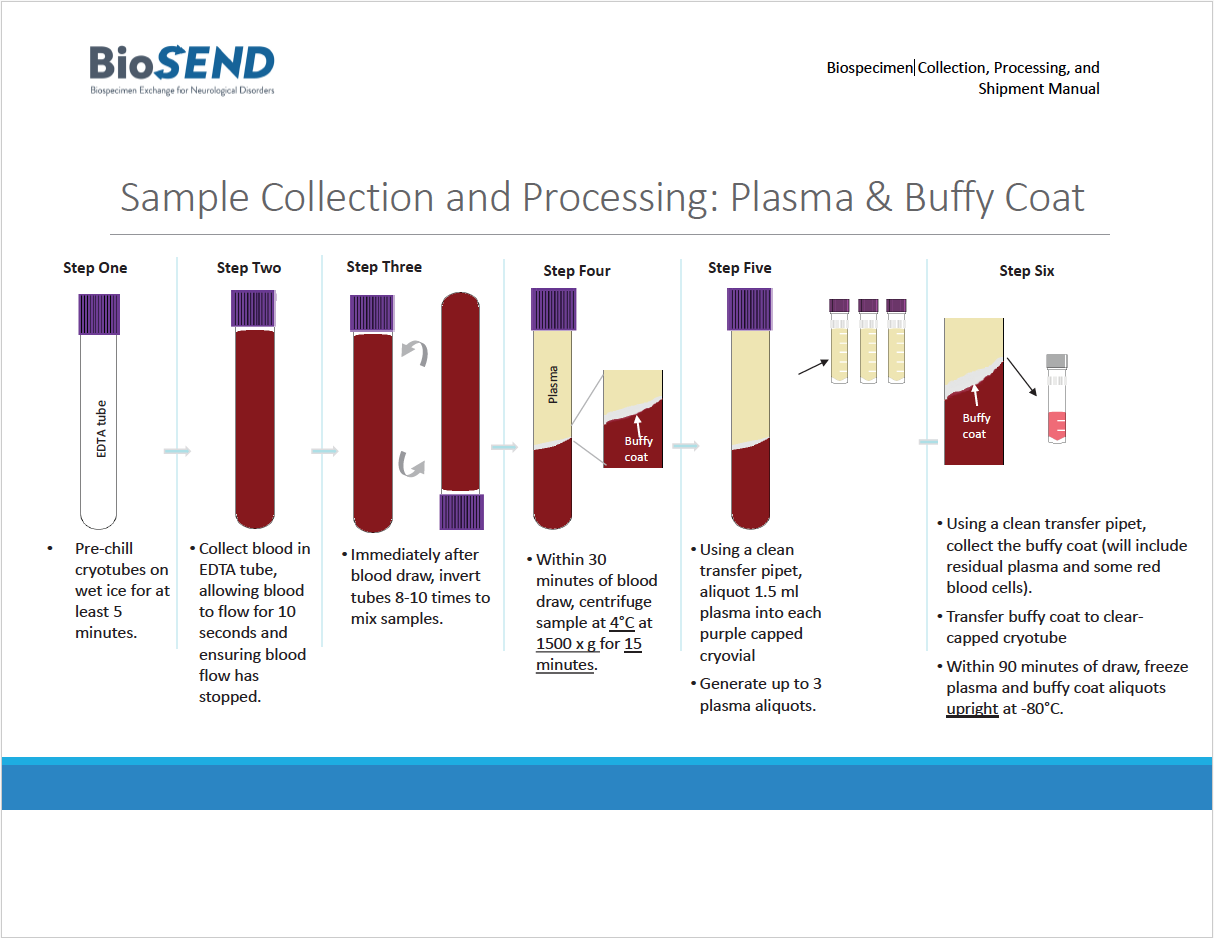 BioSEND
Biospecimen Exchange for Neurological Disorders
Biospecimen Collection, Processing, and
Shipment Manual
Sample Collection and Processing: Plasma & Buffy Coat
Step One
EDTA tube
• Pre-chill
cryotubes on
wet ice for at
least 5
minutes.
Step Two
• Collect blood in
EDTA tube,
allowing blood
to flow for 10
seconds and
ensuring blood
flow has
stopped.
Step Three
• Immediately after
blood draw, invert
tubes 8-10 times to
mix samples.
Step Four
Plasma
Buffy
coat
• Within 30
minutes of blood
draw, centrifuge
sample at 4°C at
1500 x g for 15
minutes.
Step Five
• Using a clean
transfer pipet,
aliquot 1.5 ml
plasma into each
purple capped
cryovial
• Generate up to 3
plasma aliquots.
Step Six
Buffy
coat
• Using a clean transfer pipet,
collect the buffy coat (will include
residual plasma and some red
blood cells).
• Transfer buffy coat to clear-
capped cryotube
• Within 90 minutes of draw, freeze
plasma and buffy coat aliquots
upright at -80°C.